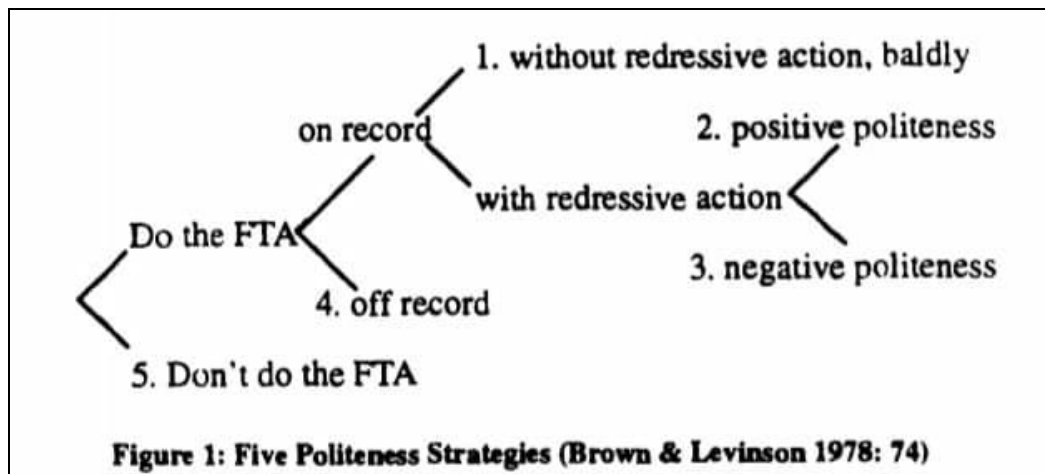 1. without redressive action, baldly
on record
2. positive politeness
with redressive action
Do the FTA
3. negative politeness
4. off record
5. Don't do the FTA
Figure 1: Five Politeness Strategies (Brown & Levinson 1978: 74)